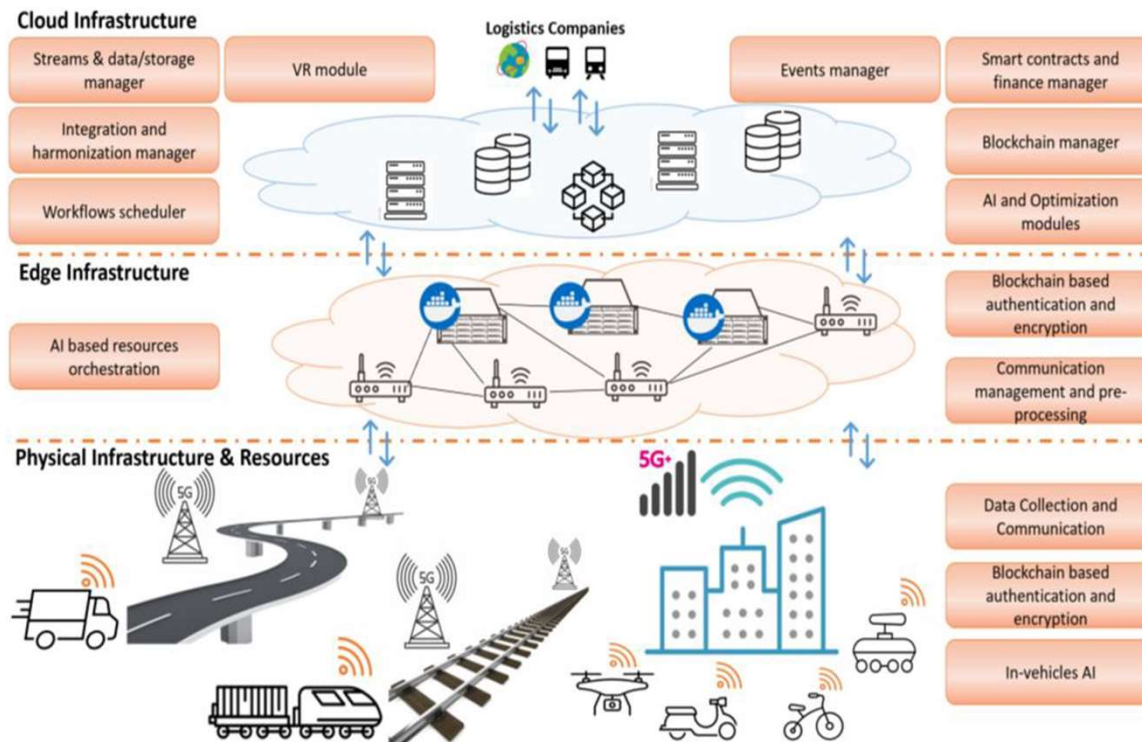 Cloud Infrastructure
Logistics Companies
Streams & data/storage
manager
VR module
Events manager
Smart contracts and
finance manager
Integration and
harmonization manager
Blockchain manager
Workflows scheduler
AI and Optimization
modules
Edge Infrastructure
Blockchain based
authentication and
encryption
AI based resources
orchestration
Communication
management and pre-
processing
Physical Infrastructure & Resources
5G+
5G
5G
5G
5G
Data Collection and
Communication
Blockchain based
authentication and
encryption
In-vehicles AI